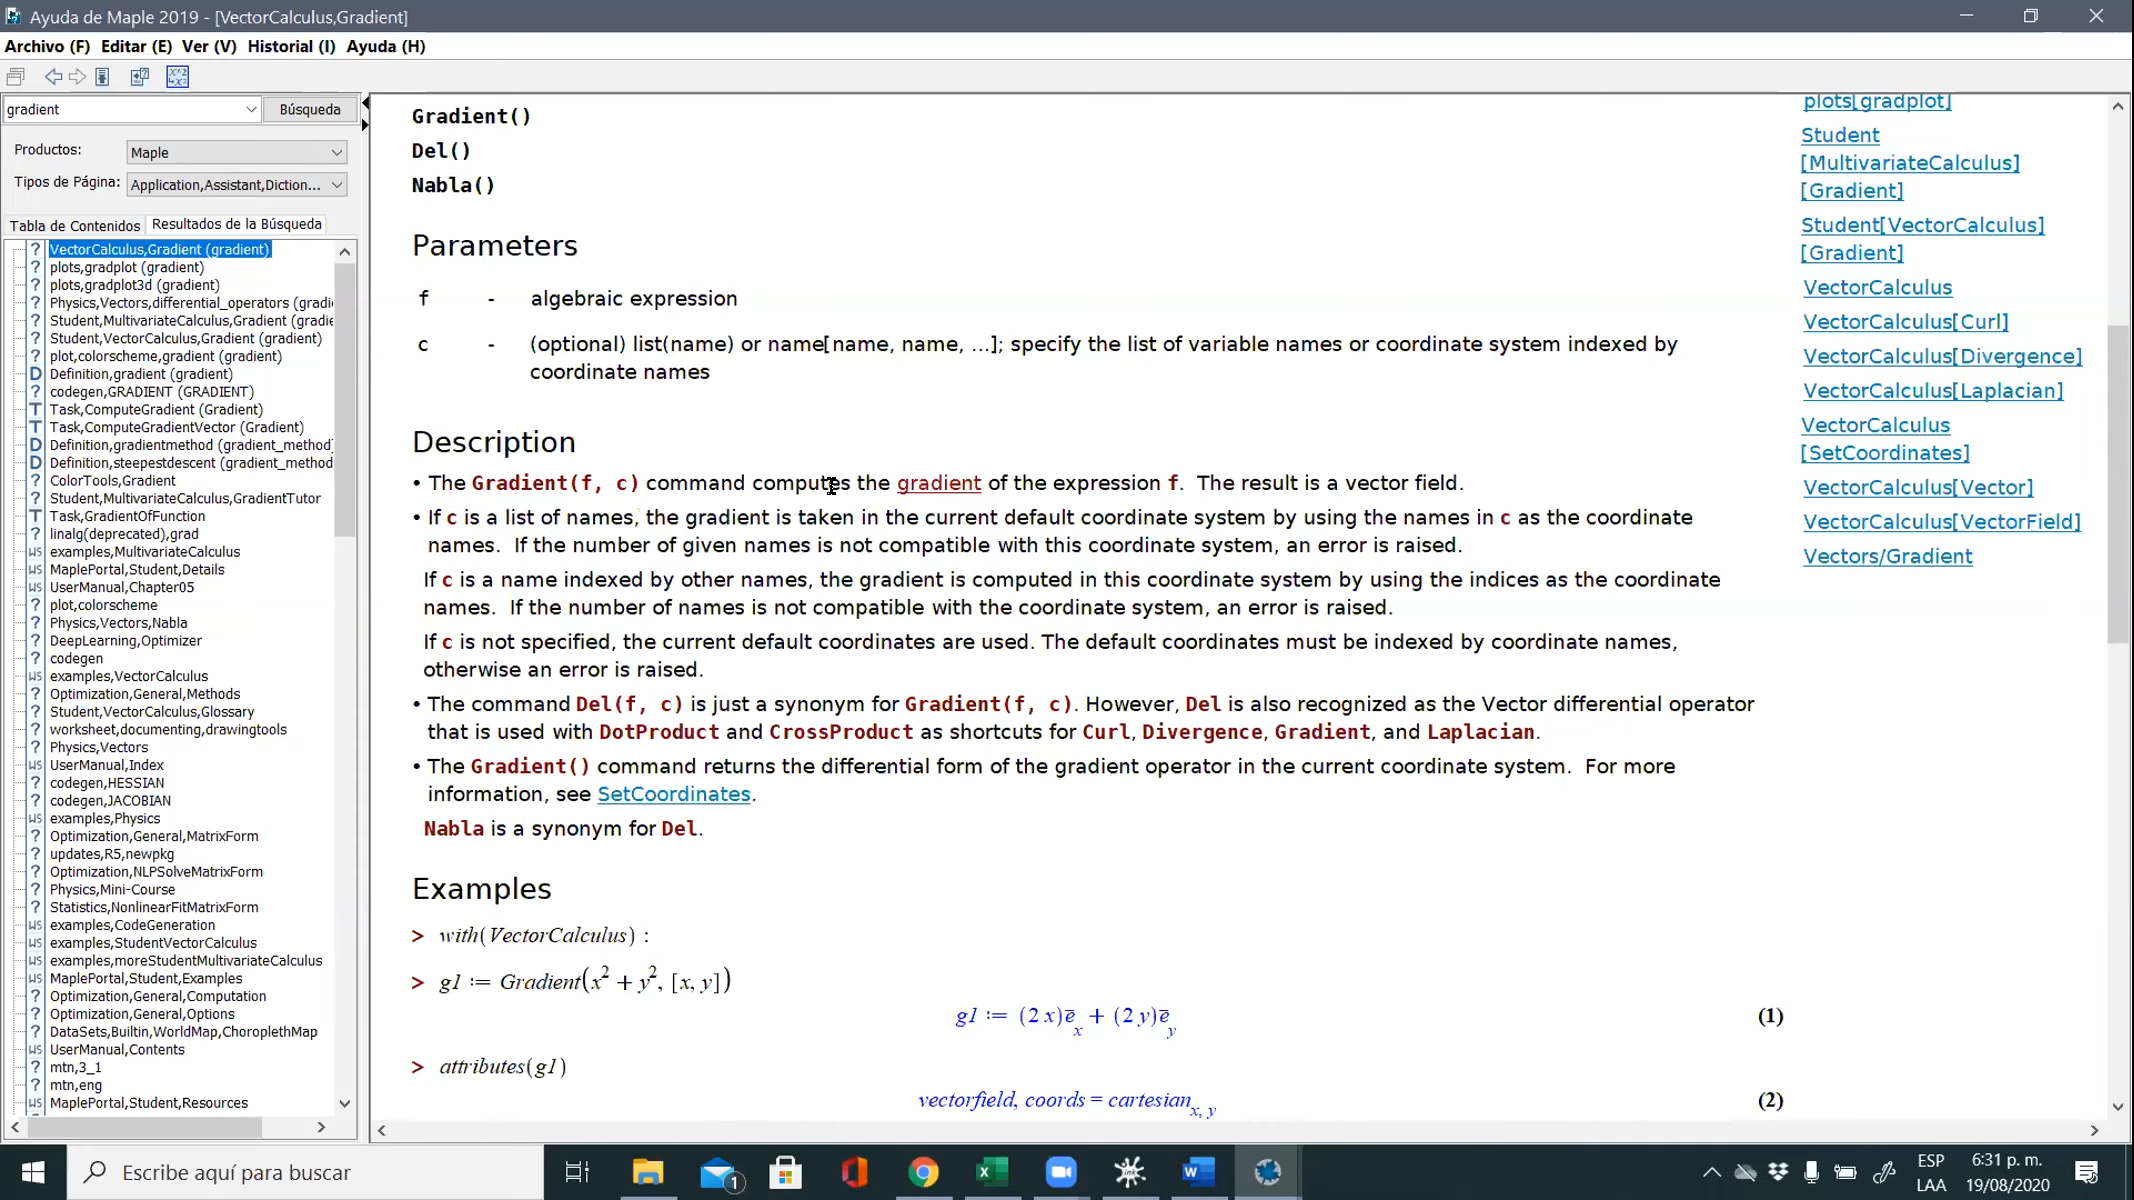 Ayuda de Maple 2019 - [VectorCalculus,Gradient]
Archivo (F) Editar (E) Ver (V) Historial (I) Ayuda (H)
gradient
Búsqueda
Productos:
Maple
Tipos de Página:
Application,Assistant,Diction...
Tabla de Contenidos
Resultados de la Búsqueda
VectorCalculus,Gradient (gradient)
plots,gradplot (gradient)
plots,gradplot3d (gradient)
Physics,Vectors,differential_operators (gradi
Student,MultivariateCalculus,Gradient (gradie
Student,VectorCalculus,Gradient (gradient)
plot,colorscheme,gradient (gradient)
Definition,gradient (gradient)
codegen,GRADIENT (GRADIENT)
Task,ComputeGradient (Gradient)
Task,ComputeGradientVector (Gradient)
Definition,gradientmethod (gradient_method)
Definition,steepestdescent (gradient_method
ColorTools,Gradient
Student,MultivariateCalculus,GradientTutor
Task,GradientOfFunction
linalg(deprecated),grad
examples,MultivariateCalculus
MaplePortal,Student,Details
UserManual,Chapter05
plot,colorscheme
Physics,Vectors,Nabla
DeepLearning,Optimizer
codegen
examples,VectorCalculus
Optimization,General,Methods
Student,VectorCalculus,Glossary
worksheet,documenting,drawingtools
Physics,Vectors
UserManual,Index
codegen,HESSIAN
codegen,JACOBIAN
examples,Physics
Optimization,General,MatrixForm
updates,R5,newpkg
Optimization,NLPSolveMatrixForm
Physics,Mini-Course
Statistics,NonlinearFitMatrixForm
examples,CodeGeneration
examples,StudentVectorCalculus
examples,moreStudentMultivariateCalculus
MaplePortal,Student,Examples
Optimization,General,Computation
Optimization,General,Options
DataSets,Builtin,WorldMap,ChoroplethMap
UserManual,Contents
mtn,3_1
mtn,eng
MaplePortal,Student,Resources
Gradient()
Del()
Nabla()
Parameters
f - algebraic expression
c - (optional) list(name) or name[name, name, ...]; specify the list of variable names or coordinate system indexed by
coordinate names
Description
• The Gradient(f, c) command computes the gradient of the expression f. The result is a vector field.
• If c is a list of names, the gradient is taken in the current default coordinate system by using the names in c as the coordinate
names. If the number of given names is not compatible with this coordinate system, an error is raised.
If c is a name indexed by other names, the gradient is computed in this coordinate system by using the indices as the coordinate
names. If the number of names is not compatible with the coordinate system, an error is raised.
If c is not specified, the current default coordinates are used. The default coordinates must be indexed by coordinate names,
otherwise an error is raised.
• The command Del(f, c) is just a synonym for Gradient(f, c). However, Del is also recognized as the Vector differential operator
that is used with DotProduct and CrossProduct as shortcuts for Curl, Divergence, Gradient, and Laplacian.
• The Gradient() command returns the differential form of the gradient operator in the current coordinate system. For more
information, see SetCoordinates.
Nabla is a synonym for Del.
Examples
> with(VectorCalculus) :
> g1 := Gradient(x² + y², [x, y])
g1 := (2 x)ē_x + (2 y)ē_y (1)
> attributes(g1)
vectorfield, coords = cartesian_x, y (2)
plots[gradplot]
Student
[MultivariateCalculus]
[Gradient]
Student[VectorCalculus]
[Gradient]
VectorCalculus
VectorCalculus[Curl]
VectorCalculus[Divergence]
VectorCalculus[Laplacian]
VectorCalculus
[SetCoordinates]
VectorCalculus[Vector]
VectorCalculus[VectorField]
Vectors/Gradient
Escribe aquí para buscar
1
ESP
LAA
6:31 p. m.
19/08/2020